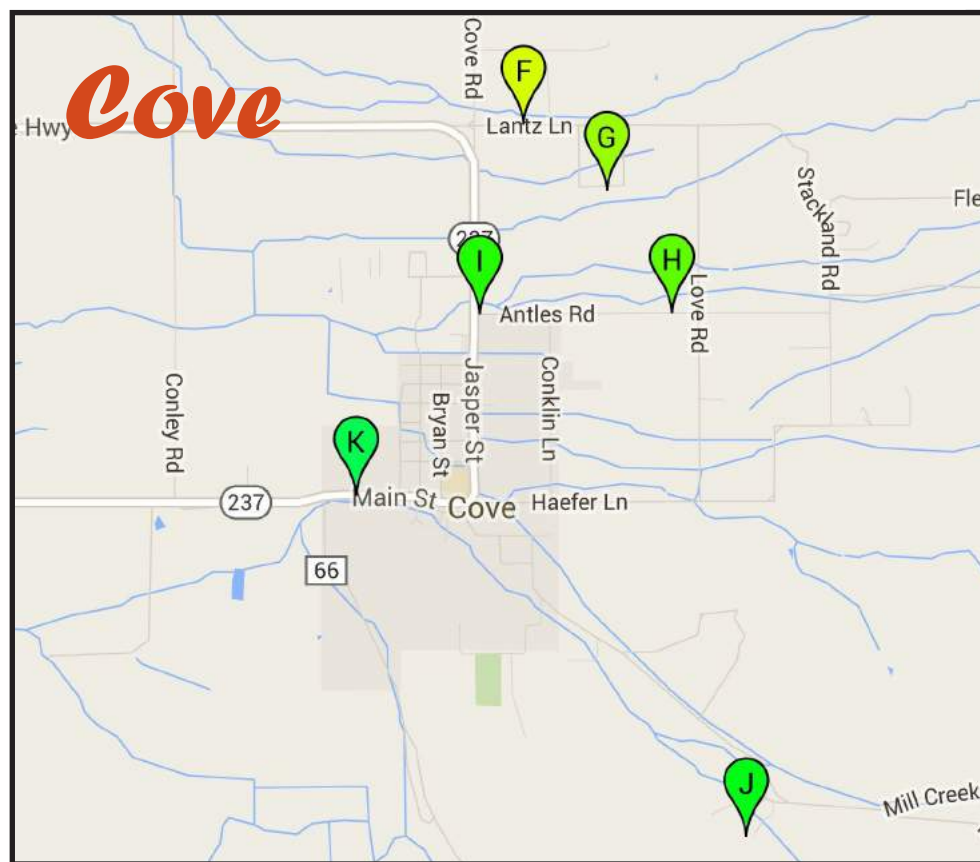 Cove
Cove Rd
F
e Hwy
Lantz Ln
G
Stackland Rd
Fle
237
I
H
Love Rd
Antles Rd
Jasper St
Conklin Ln
Bryan St
Conley Rd
K
237
Main St
Cove
Haefer Ln
66
J
Mill Creek